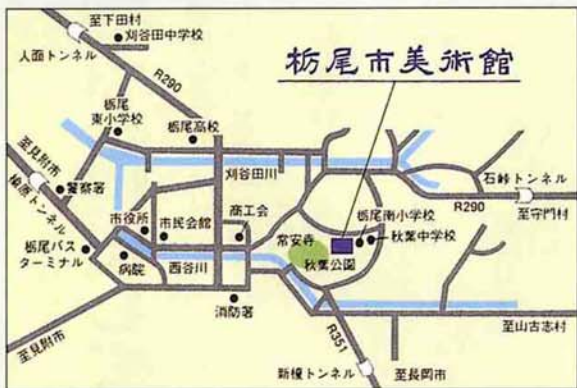 至下田村
刈谷田中学校
人面トンネル
R290
栃尾市美術館
栃尾
東小学校
栃尾高校
至見附市
刈谷田川
石峠トンネル
警察署
栃尾南小学校
R290
至守門村
商工会
市役所
市民会館
常安寺
秋葉中学校
栃尾バス
ターミナル
病院
西谷川
秋葉公園
消防署
至山古志村
R351
至見附市
新榎トンネル
至長岡市